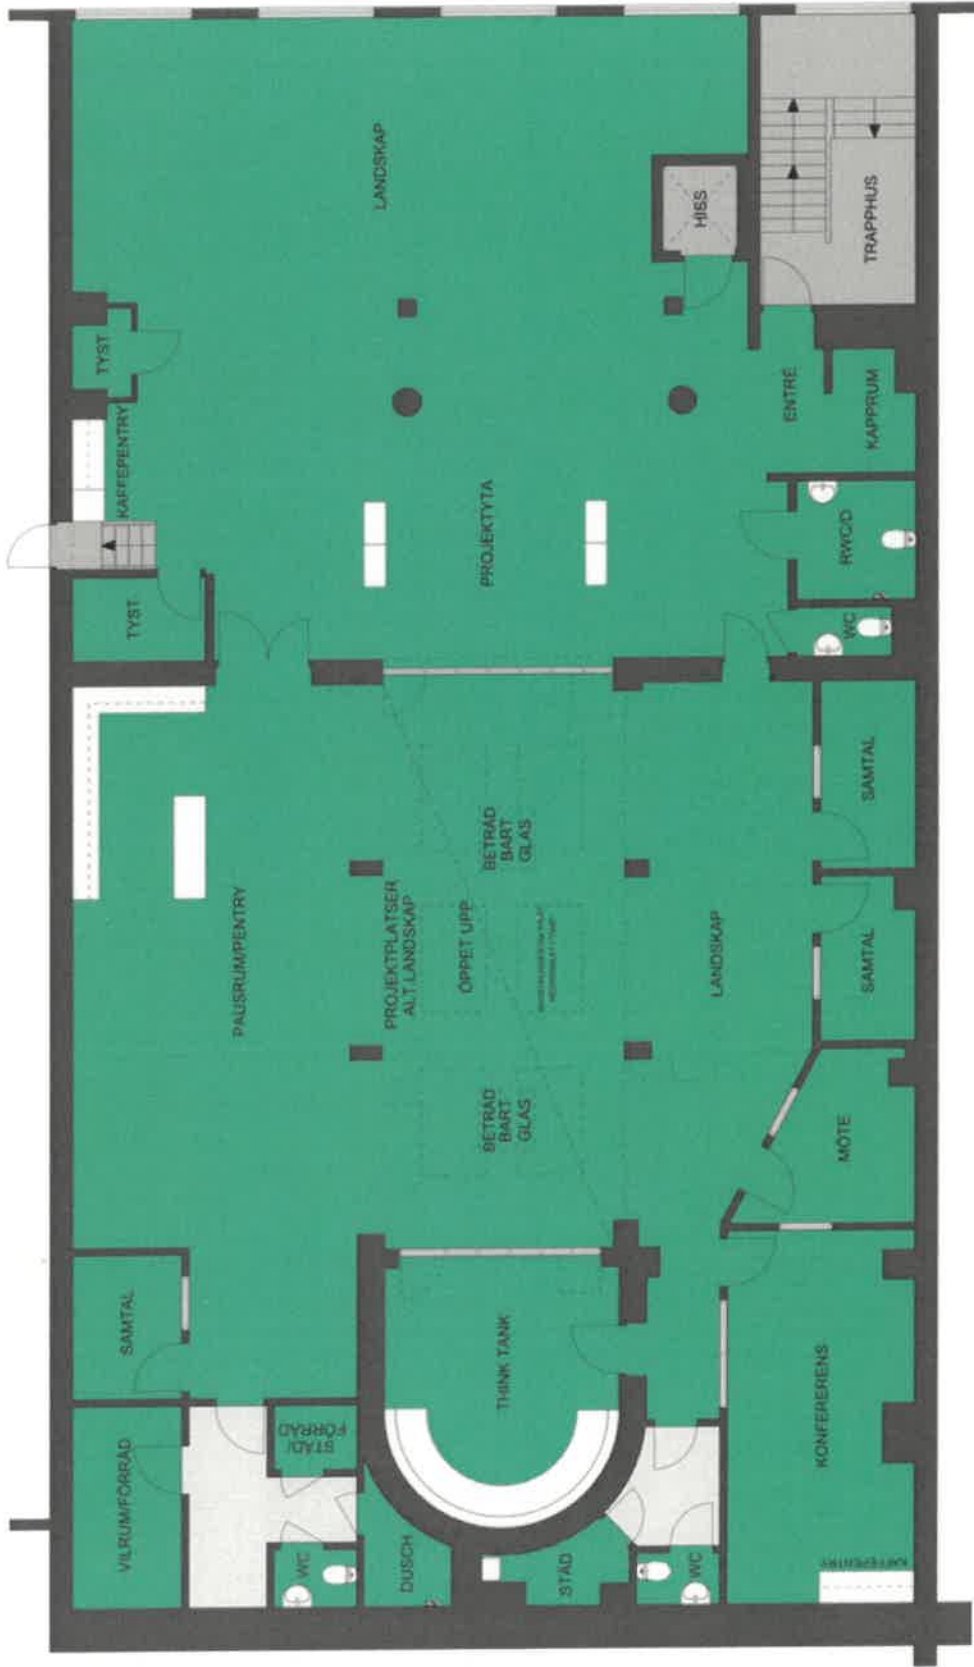 VILRUM/FÖRRÅD
SAMTAL
TYST
KAFFEPENTRY
TYST
STÄD/
FÖRRÅD
WC
PAUSRUM/PENTRY
DUSCH
THINK TANK
PROJEKTPLATSER
ALT LANDSKAP
ÖPPET UPP
BETRÄD
BART
GLAS
BETRÄD
BART
GLAS
PROJEKTYTA
LANDSKAP
STÄD
WC
LANDSKAP
HISS
KONFERERENS
KAFFEPENTRY
MÖTE
SAMTAL
SAMTAL
WC
RWC/D
ENTRÉ
KAPPRUM
TRAPPHUS